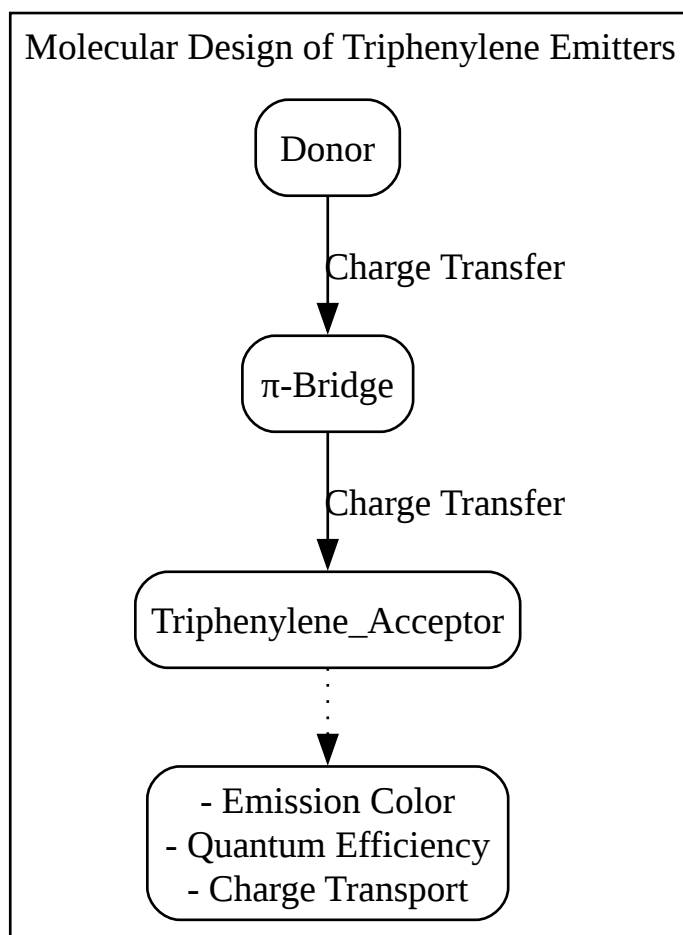 Molecular Design of Triphenylene Emitters
Donor
Charge Transfer
π-Bridge
Charge Transfer
Triphenylene_Acceptor
- Emission Color
- Quantum Efficiency
- Charge Transport